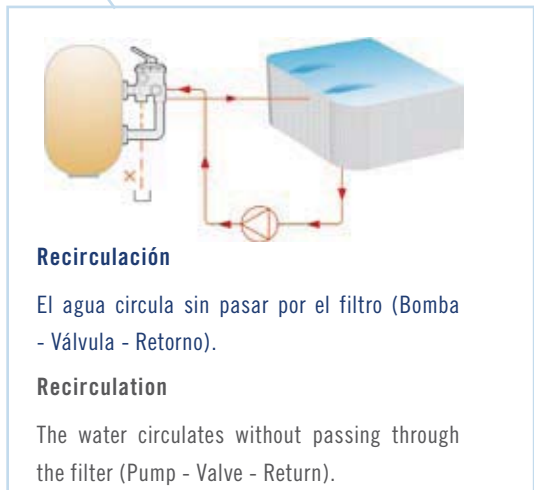 Recirculación
El agua circula sin pasar por el filtro (Bomba
- Válvula - Retorno).
Recirculation
The water circulates without passing through
the filter (Pump - Valve - Return).